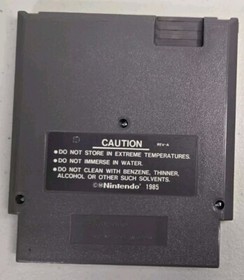 CAUTION REV-A
• DO NOT STORE IN EXTREME TEMPERATURES.
• DO NOT IMMERSE IN WATER.
• DO NOT CLEAN WITH BENZENE, THINNER,
ALCOHOL OR OTHER SUCH SOLVENTS.
©® Nintendo® 1985